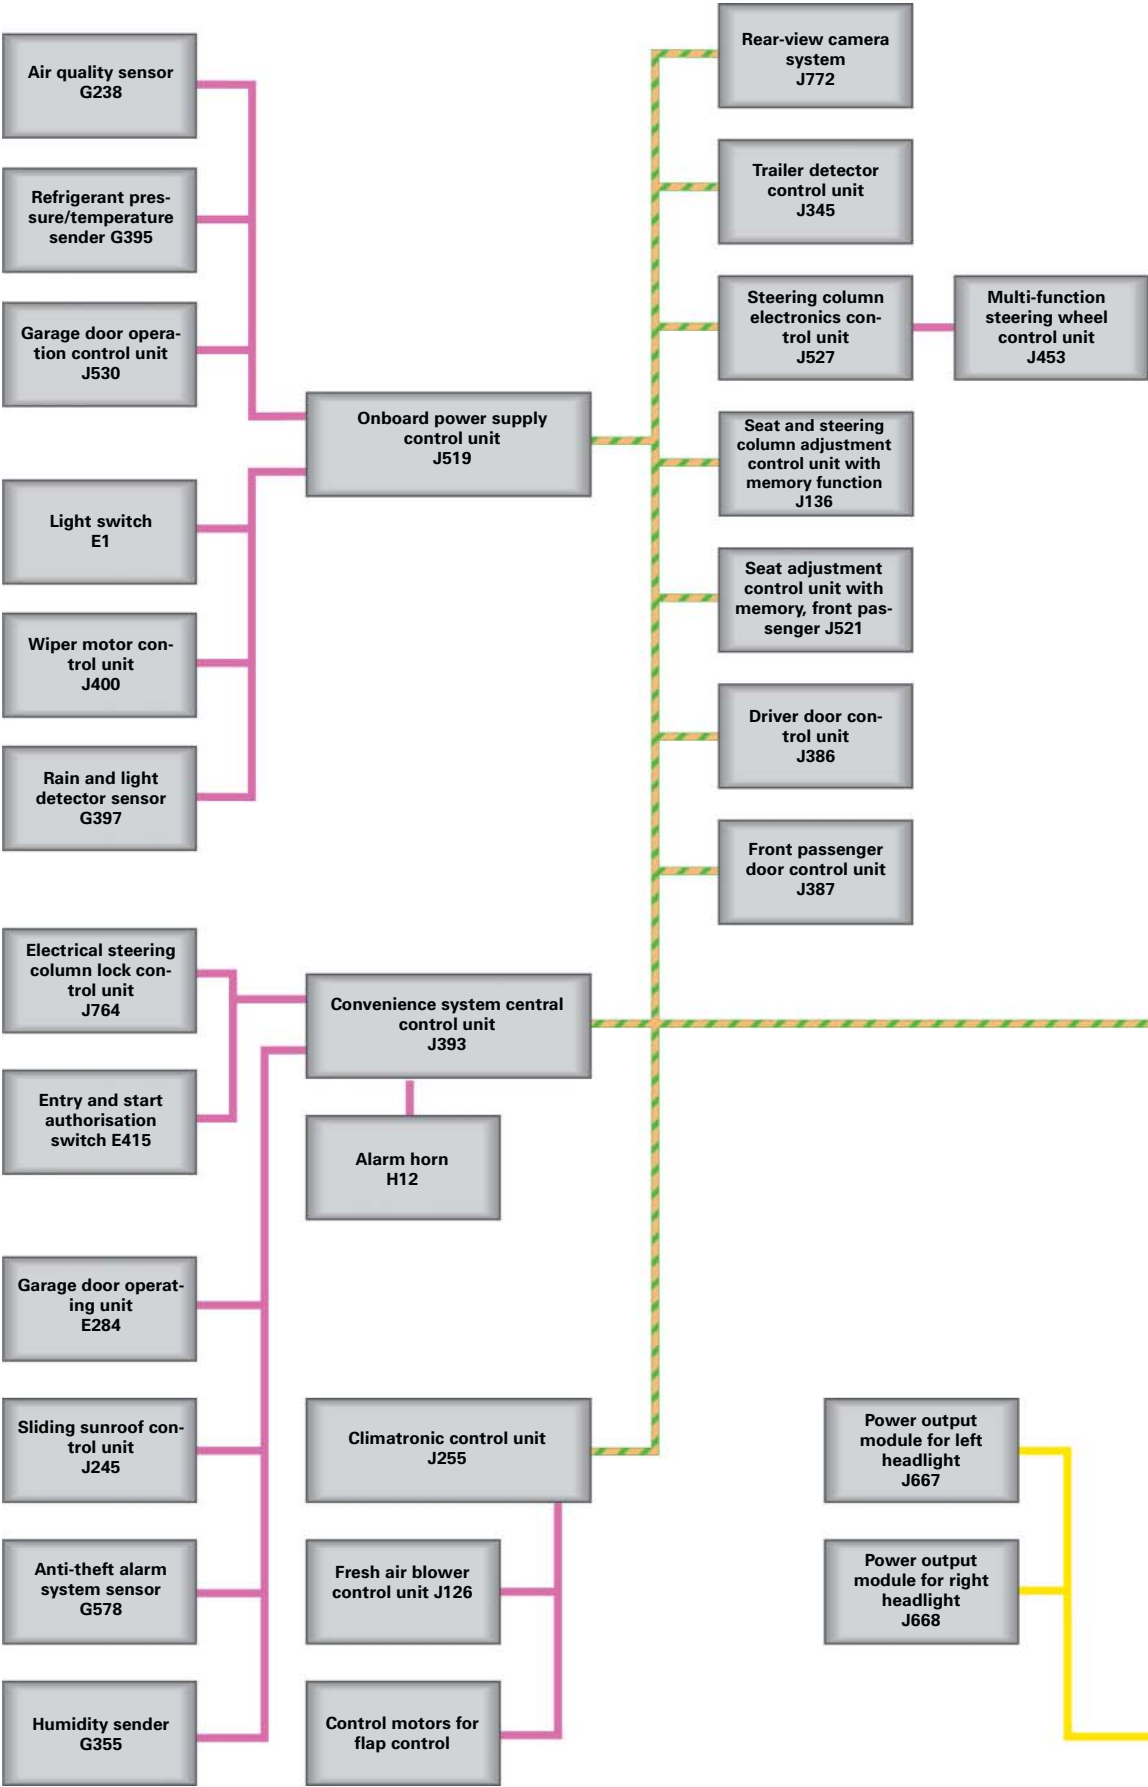 Air quality sensor
G238
Refrigerant pres-
sure/temperature
sender G395
Garage door opera-
tion control unit
J530
Onboard power supply
control unit
J519
Light switch
E1
Wiper motor con-
trol unit
J400
Rain and light
detector sensor
G397
Rear-view camera
system
J772
Trailer detector
control unit
J345
Steering column
electronics con-
trol unit
J527
Multi-function
steering wheel
control unit
J453
Seat and steering
column adjustment
control unit with
memory function
J136
Seat adjustment
control unit with
memory, front pas-
senger J521
Driver door con-
trol unit
J386
Front passenger
door control unit
J387
Electrical steering
column lock con-
trol unit
J764
Entry and start
authorisation
switch E415
Convenience system central
control unit
J393
Alarm horn
H12
Garage door operat-
ing unit
E284
Sliding sunroof con-
trol unit
J245
Anti-theft alarm
system sensor
G578
Humidity sender
G355
Climatronic control unit
J255
Fresh air blower
control unit J126
Control motors for
flap control
Power output
module for left
headlight
J667
Power output
module for right
headlight
J668